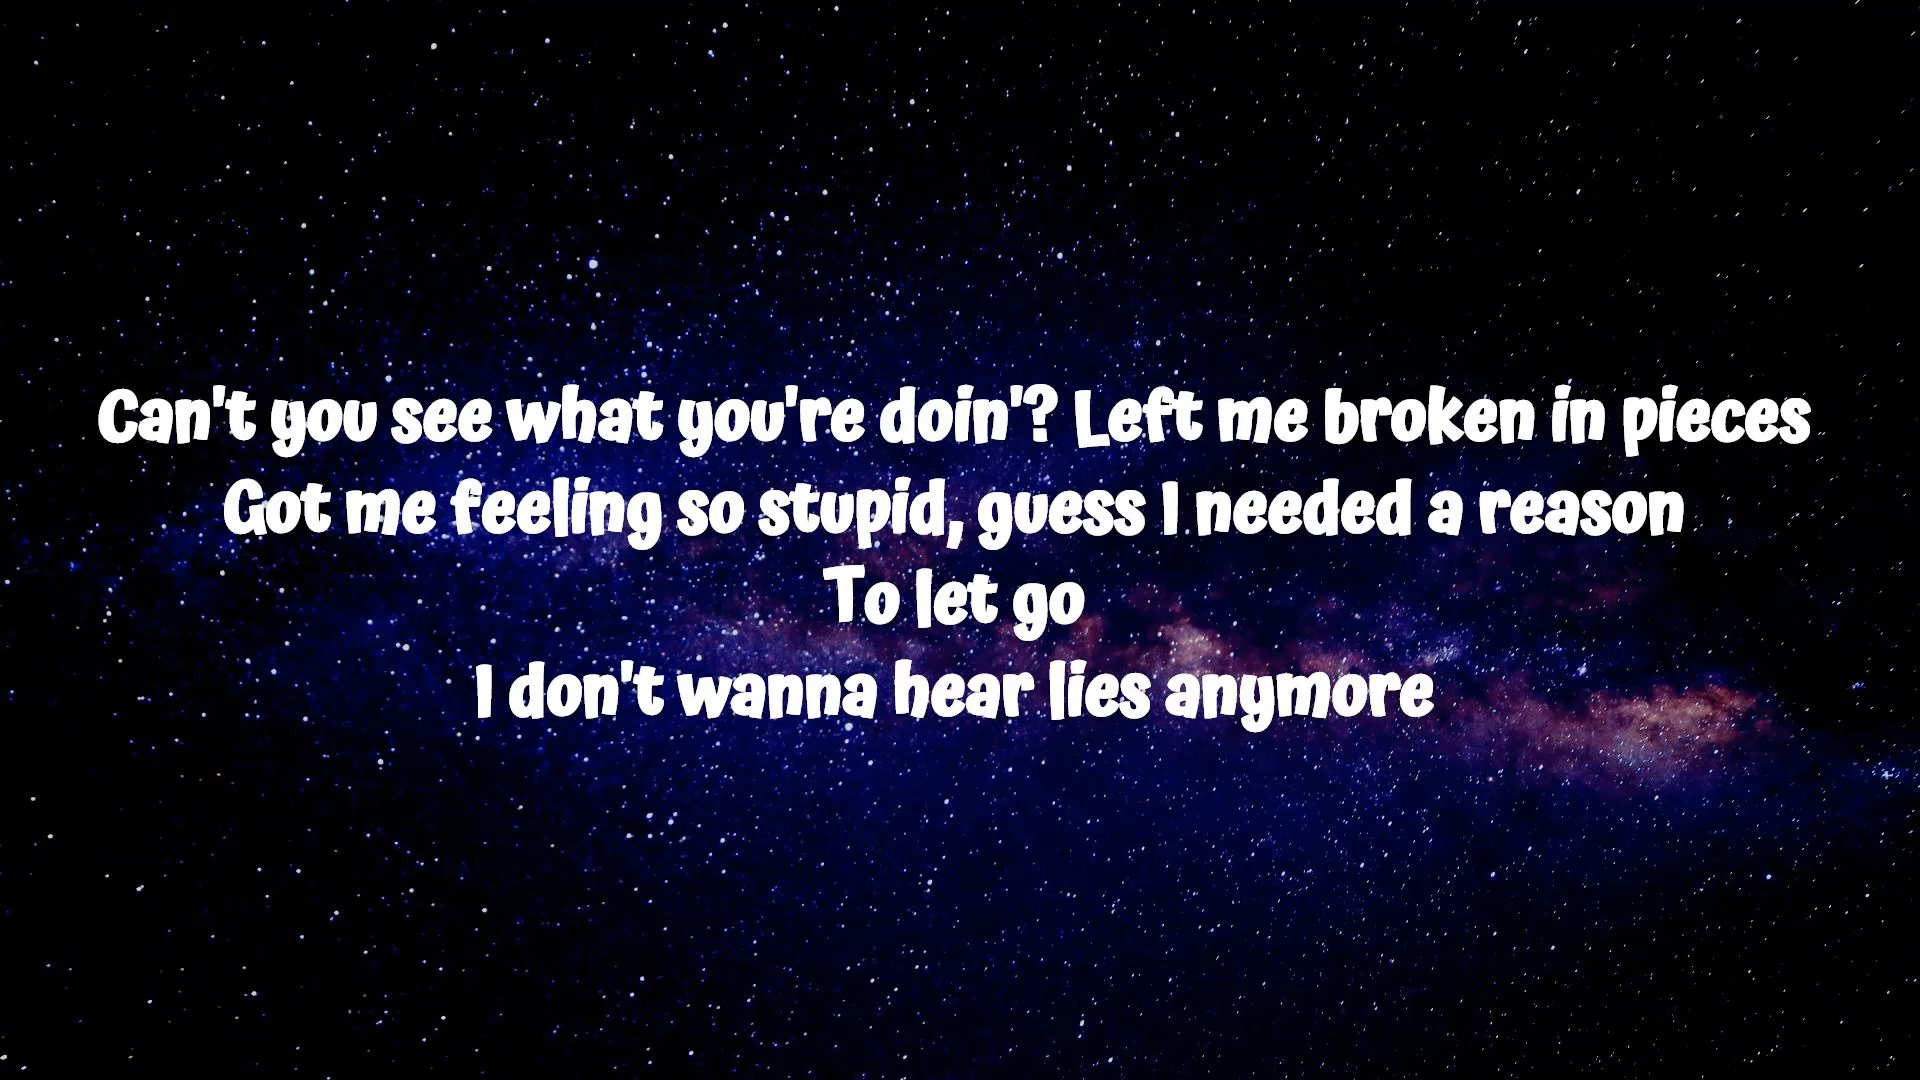 Can't you see what you're doin'? Left me broken in pieces
Got me feeling so stupid, guess I needed a reason
To let go
I don't wanna hear lies anymore